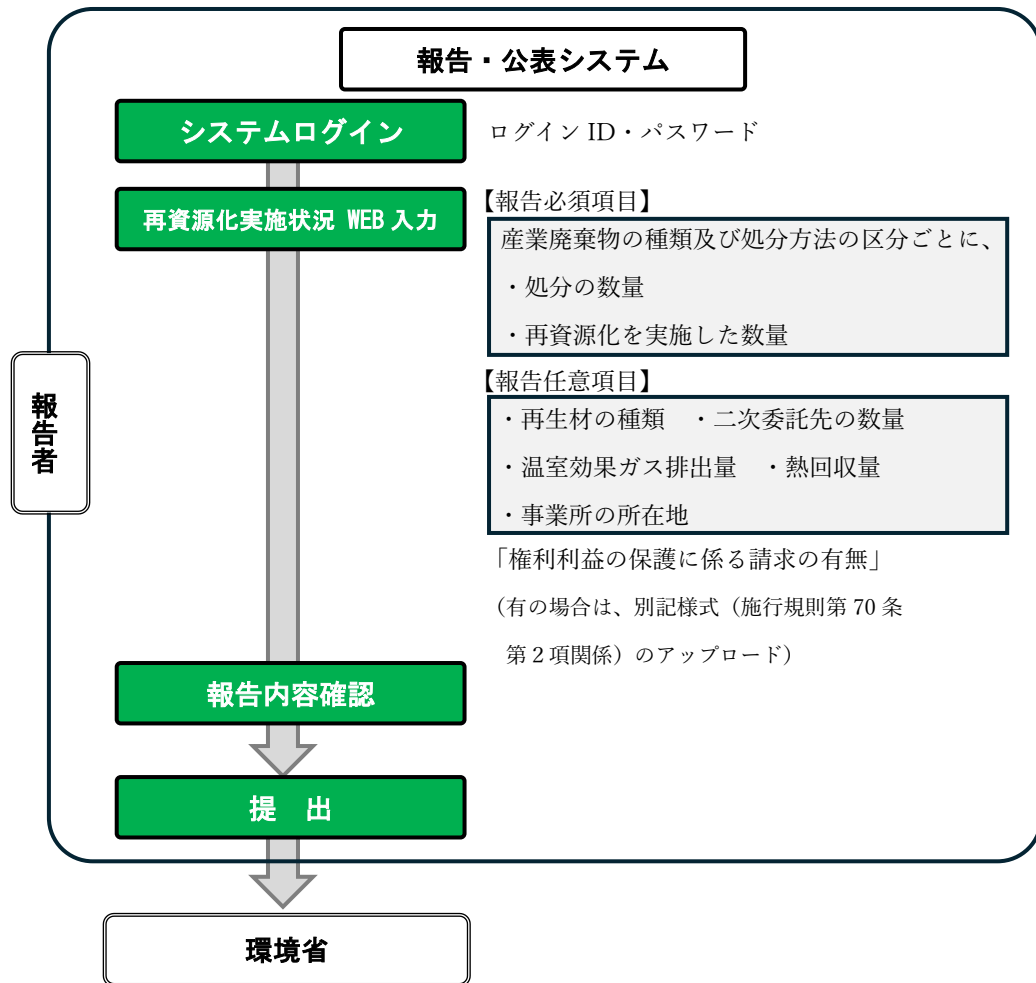 報告・公表システム
システムログイン
ログイン ID・パスワード
再資源化実施状況 WEB 入力
【報告必須項目】
産業廃棄物の種類及び処分方法の区分ごとに、
・処分の数量
・再資源化を実施した数量
【報告任意項目】
・再生材の種類　・二次委託先の数量
・温室効果ガス排出量　・熱回収量
・事業所の所在地
「権利利益の保護に係る請求の有無」
（有の場合は、別記様式（施行規則第 70 条
第２項関係）のアップロード）
報告者
報告内容確認
提　出
環境省